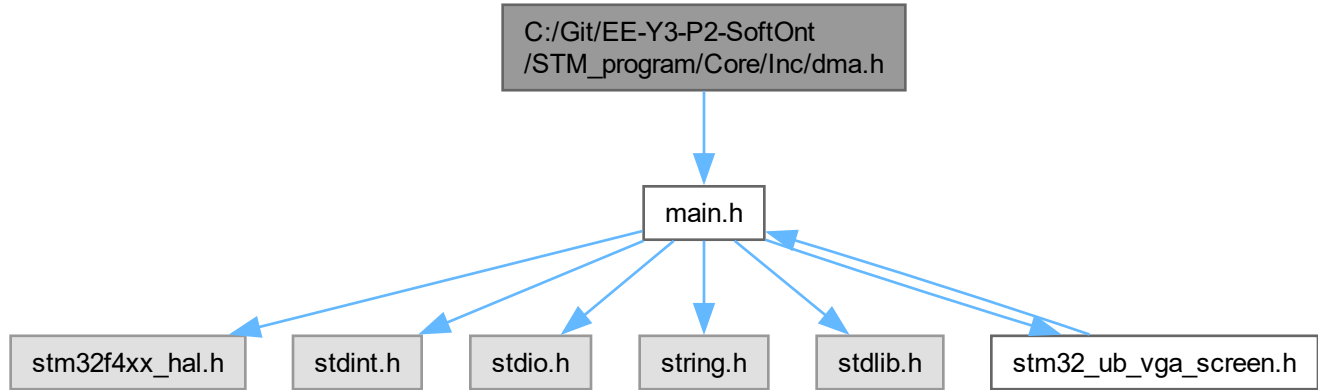 C:/Git/EE-Y3-P2-SoftOnt
/STM_program/Core/Inc/dma.h
main.h
stm32f4xx_hal.h
stdint.h
stdio.h
string.h
stdlib.h
stm32_ub_vga_screen.h